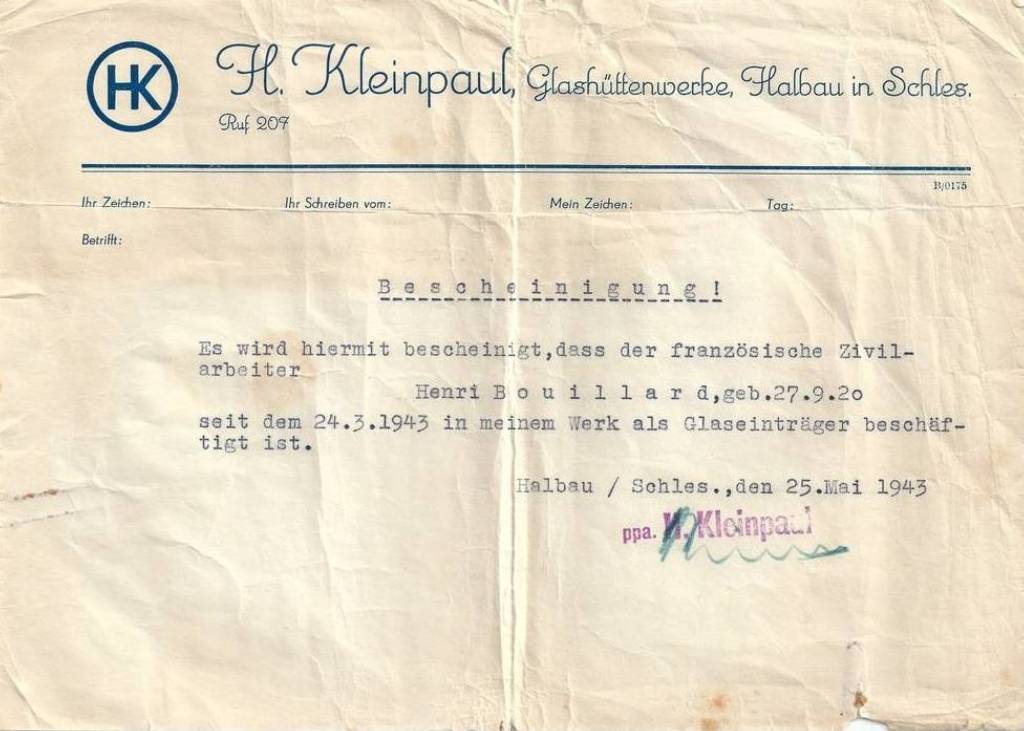 HK
H. Kleinpaul, Glashüttenwerke, Halbau in Schles.
Ruf 207
B/0175
Ihr Zeichen: Ihr Schreiben vom: Mein Zeichen: Tag:
Betrifft:
Bescheinigung!
Es wird hiermit bescheinigt,dass der französische Zivil-
arbeiter
Henri Bouillard,geb.27.9.20
seit dem 24.3.1943 in meinem Werk als Glaseinträger beschäf-
tigt ist.
Halbau / Schles.,den 25.Mai 1943
ppa. H. Kleinpaul